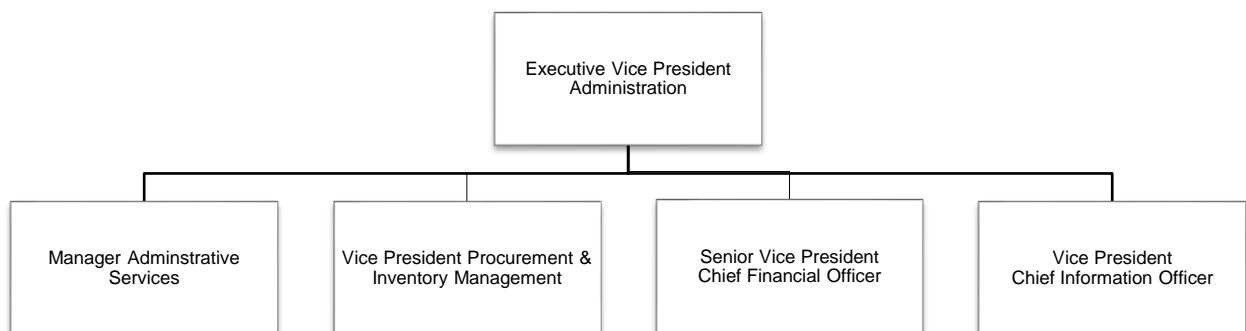 Executive Vice President
Administration
Manager Adminstrative
Services
Vice President Procurement &
Inventory Management
Senior Vice President
Chief Financial Officer
Vice President
Chief Information Officer